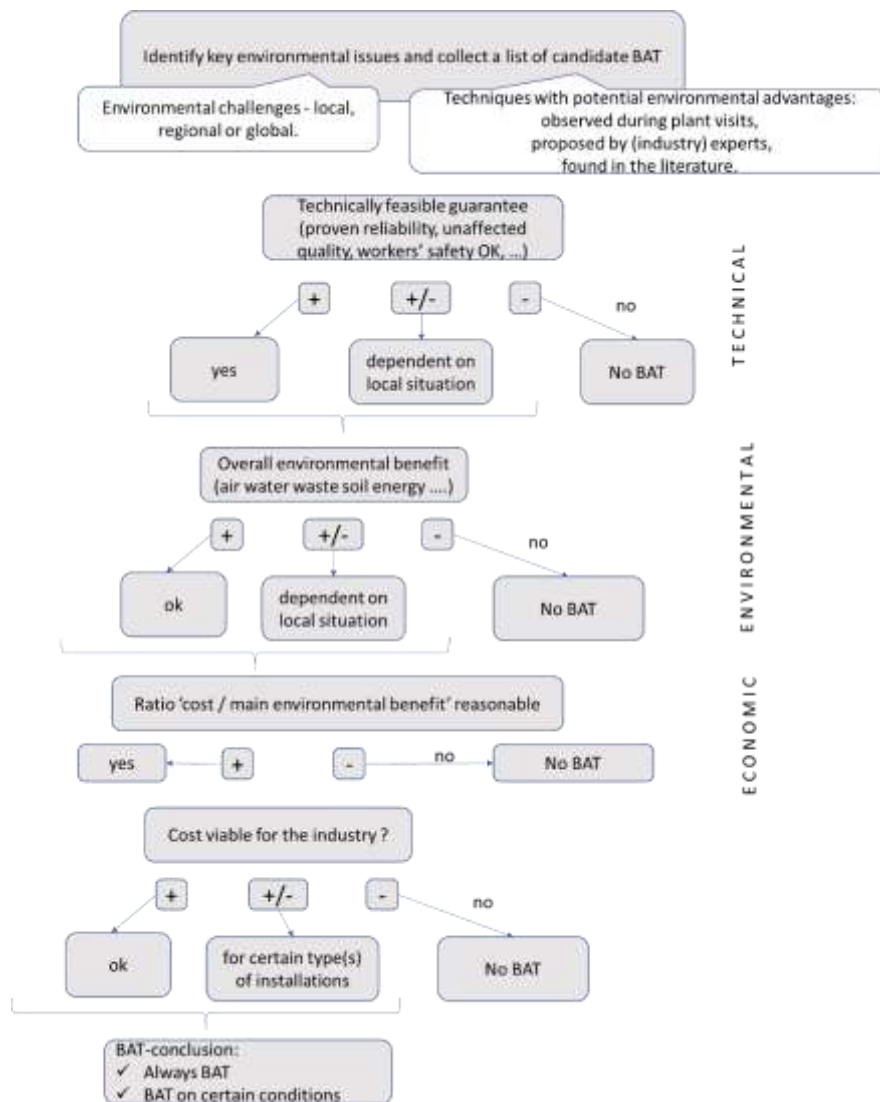 Identify key environmental issues and collect a list of candidate BAT
Environmental challenges - local,
regional or global.
Techniques with potential environmental advantages:
observed during plant visits,
proposed by (industry) experts,
found in the literature.
Technically feasible guarantee
(proven reliability, unaffected
quality, workers' safety OK, ...)
+
+/-
-
no
yes
dependent on
local situation
No BAT
TECHNICAL
Overall environmental benefit
(air water waste soil energy ....)
+
+/-
-
no
ok
dependent on
local situation
No BAT
ENVIRONMENTAL
Ratio 'cost / main environmental benefit' reasonable
yes
+
-
no
No BAT
ECONOMIC
Cost viable for the industry ?
+
+/-
-
no
ok
for certain type(s)
of installations
No BAT
BAT-conclusion:
✓ Always BAT
✓ BAT on certain conditions